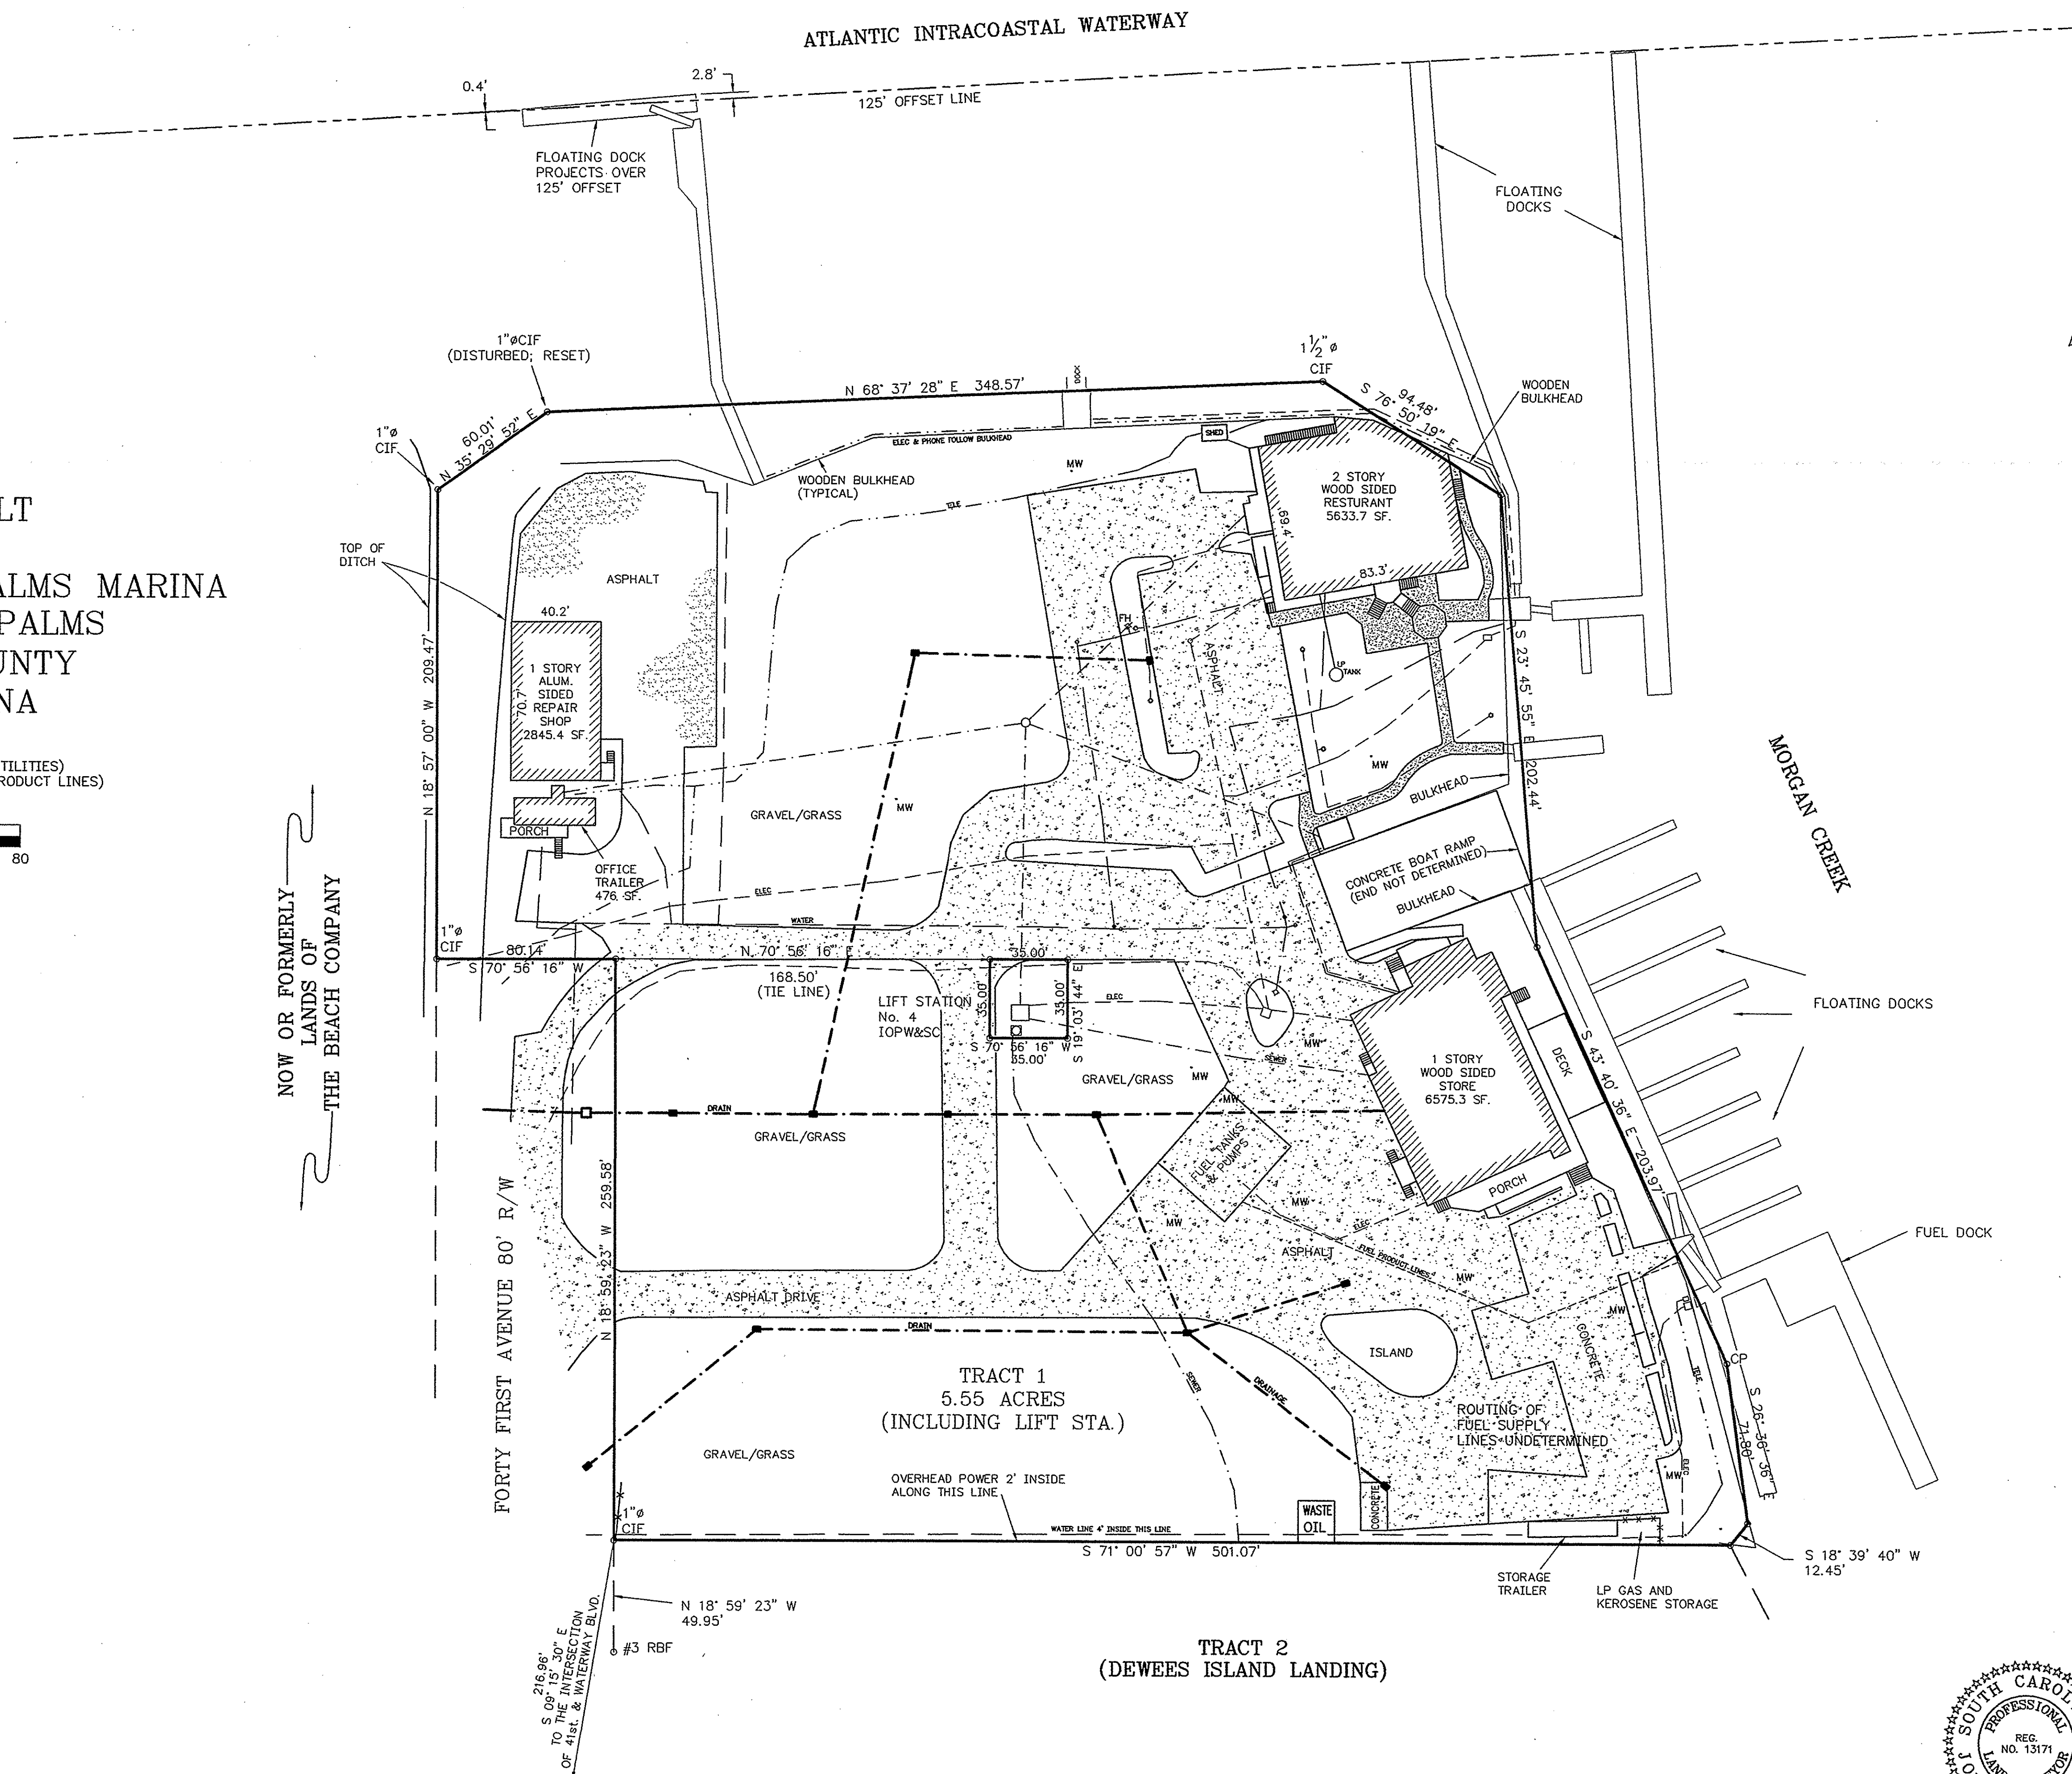 ATLANTIC INTRACOASTAL WATERWAY
0.4'
2.8'
125' OFFSET LINE
FLOATING DOCK
PROJECTS OVER
125' OFFSET
FLOATING
DOCKS
1"øCIF
(DISTURBED; RESET)
1 1/2"ø
CIF
N 68° 37' 28" E 348.57'
DOCK
94.48'
S 76° 50' 19" E
WOODEN
BULKHEAD
1"ø
CIF
60.01'
N 35° 29' 52" E
ELEC & PHONE FOLLOW BULKHEAD
SHED
WOODEN BULKHEAD
(TYPICAL)
MW
TELE
2 STORY
WOOD SIDED
RESTURANT
5633.7 SF.
69.4'
83.3'
LT
ALMS MARINA
PALMS
UNTY
NA
TILITIES)
RODUCT LINES)
80
TOP OF
DITCH
ASPHALT
40.2'
1 STORY
ALUM.
SIDED
REPAIR
SHOP
2845.4 SF.
70.7'
N 18° 57' 00" W 209.47'
FH
ASPHALT
LP
TANK
S 23° 45' 55" E 202.44'
MW
MORGAN CREEK
BULKHEAD
CONCRETE BOAT RAMP
(END NOT DETERMINED)
BULKHEAD
GRAVEL/GRASS
MW
PORCH
OFFICE
TRAILER
476. SF.
ELEC
WATER
NOW OR FORMERLY
LANDS OF
THE BEACH COMPANY
1"ø
CIF
80.14'
S 70° 56' 16" W
N 70° 56' 16" E
168.50'
(TIE LINE)
35.00'
35.00'
35.00'
S 19° 03' 44" E
S 70° 56' 16" W
35.00'
LIFT STATION
No. 4
IOPW&SC
ELEC
SEWER
MW
GRAVEL/GRASS
MW
MW
FLOATING DOCKS
1 STORY
WOOD SIDED
STORE
6575.3 SF.
DECK
S 43° 40' 36" E 203.97'
DRAIN
GRAVEL/GRASS
FUEL TANKS
& PUMPS
PORCH
MW
MW
ELEC
ASPHALT
FUEL PRODUCT LINES
MW
FUEL DOCK
FORTY FIRST AVENUE 80' R/W
N 18° 59' 23" W 259.58'
ASPHALT DRIVE
DRAIN
MW
CONCRETE
ISLAND
TELE.
CP
TRACT 1
5.55 ACRES
(INCLUDING LIFT STA.)
SEWER
DRAINAGE
ROUTING OF
FUEL SUPPLY
LINES UNDETERMINED
S 26° 36' 36" E
71.80'
GRAVEL/GRASS
MW
ELEC
OVERHEAD POWER 2' INSIDE
ALONG THIS LINE
1"ø
CIF
WATER LINE 4' INSIDE THIS LINE
WASTE
OIL
CONCRETE
S 71° 00' 57" W 501.07'
STORAGE
TRAILER
LP GAS AND
KEROSENE STORAGE
S 18° 39' 40" W
12.45'
N 18° 59' 23" W
49.95'
#3 RBF
216.96'
S 09° 15' 30" E
TO THE INTERSECTION
OF 41st. & WATERWAY BLVD.
TRACT 2
(DEWEES ISLAND LANDING)
SOUTH CAROL
PROFESSIONAL
REG.
NO. 13171